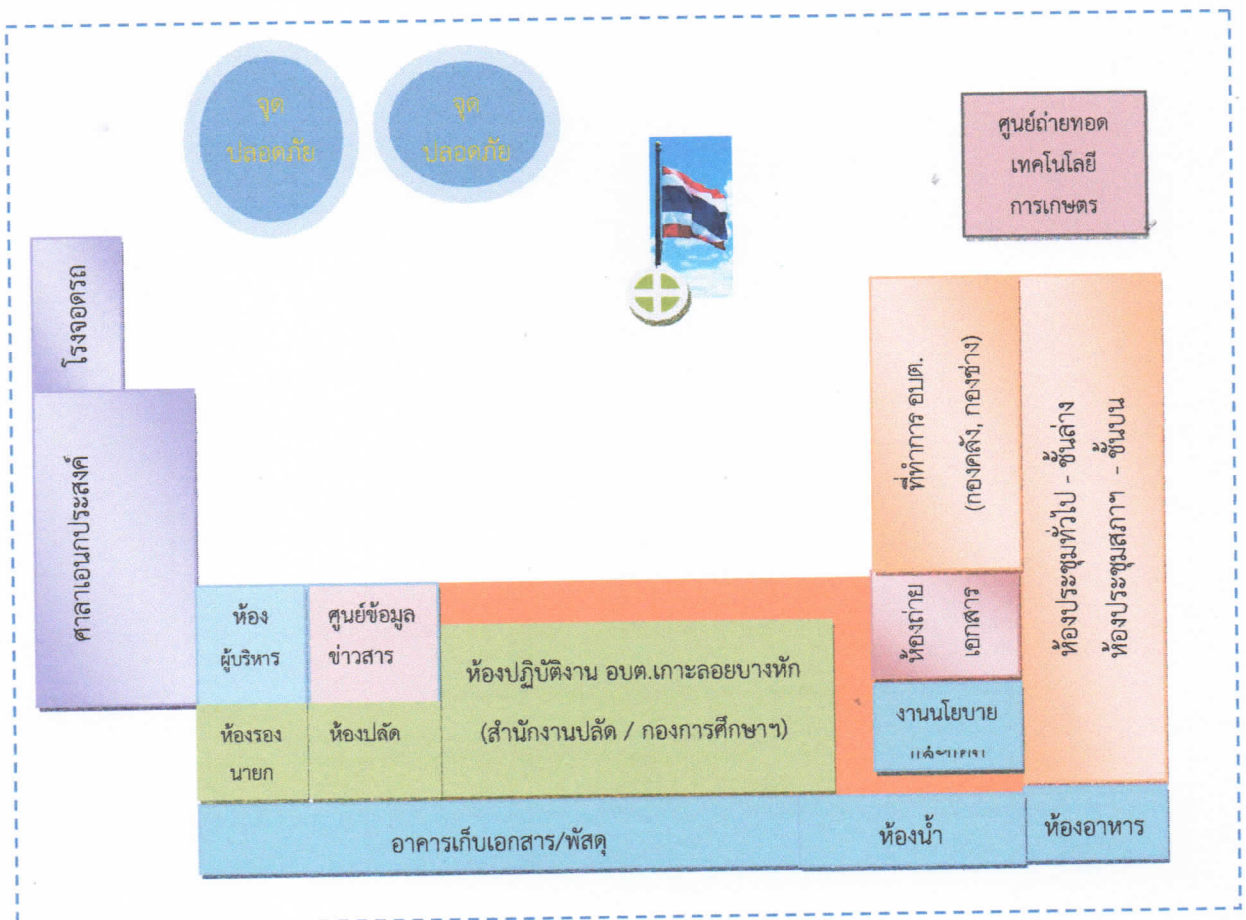 จุด
ปลอดภัย
จุด
ปลอดภัย
ศูนย์ถ่ายทอด
เทคโนโลยี
การเกษตร
โรงจอดรถ
ศาลาเอนกประสงค์
ที่ทำการ อบต.
(กองคลัง, กองช่าง)
ห้องประชุมทั่วไป - ชั้นล่าง
ห้องประชุมสภาฯ - ชั้นบน
ห้อง
ผู้บริหาร
ศูนย์ข้อมูล
ข่าวสาร
ห้องถ่าย
เอกสาร
ห้องปฏิบัติงาน อบต.เกาะลอยบางหัก
(สำนักงานปลัด / กองการศึกษาฯ)
ห้องรอง
นายก
ห้องปลัด
งานนโยบาย
อาคารเก็บเอกสาร/พัสดุ
ห้องน้ำ
ห้องอาหาร